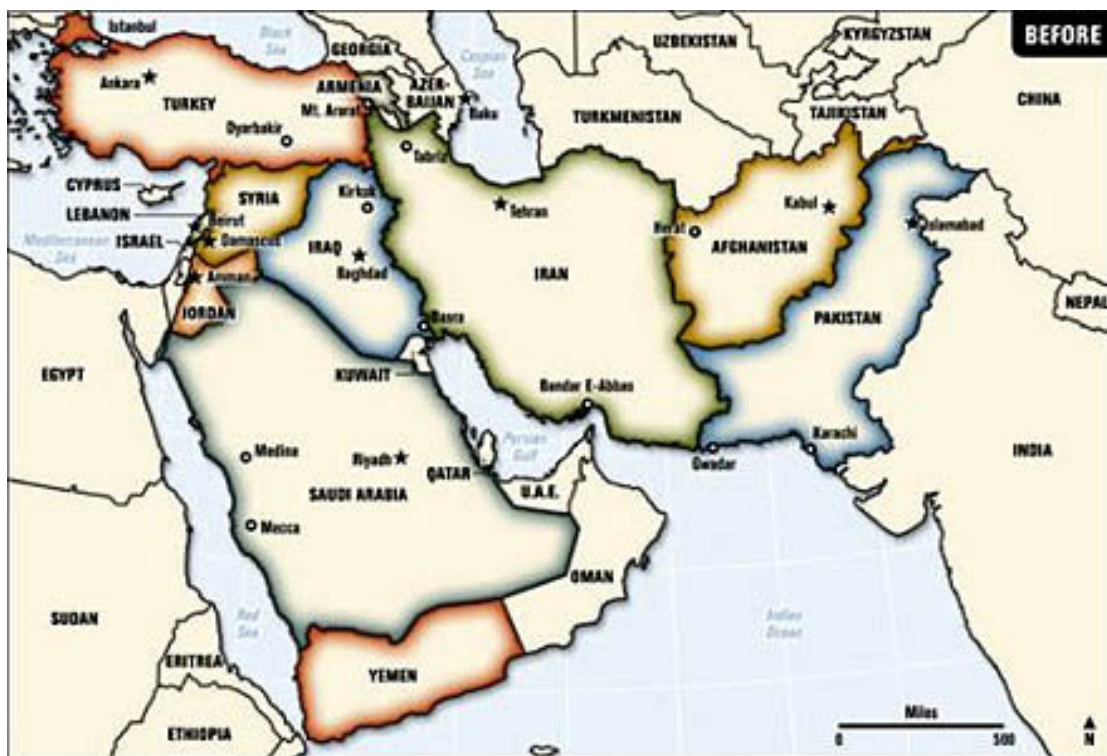 BEFORE
Istanbul
Black
Sea
GEORGIA
Caspian
Sea
UZBEKISTAN
KYRGYZSTAN
Ankara
TURKEY
ARMENIA
Mt. Ararat
AZER-
BAIJAN
Baku
TURKMENISTAN
TAJIKISTAN
CHINA
Dyarbakir
Tabriz
CYPRUS
SYRIA
Kirkuk
Tehran
Kabul
Islamabad
LEBANON
Beirut
Herat
AFGHANISTAN
Mediterranean
Sea
ISRAEL
Damascus
IRAQ
Baghdad
IRAN
Amman
JORDAN
Basra
PAKISTAN
NEPAL
EGYPT
KUWAIT
Bandar E-Abbas
Persian
Gulf
Gwadar
Karachi
INDIA
Medina
Riyadh
QATAR
SAUDI ARABIA
U.A.E.
Mecca
OMAN
SUDAN
Red
Sea
Indian
Ocean
ERITREA
YEMEN
ETHIOPIA
Miles
0
500
N